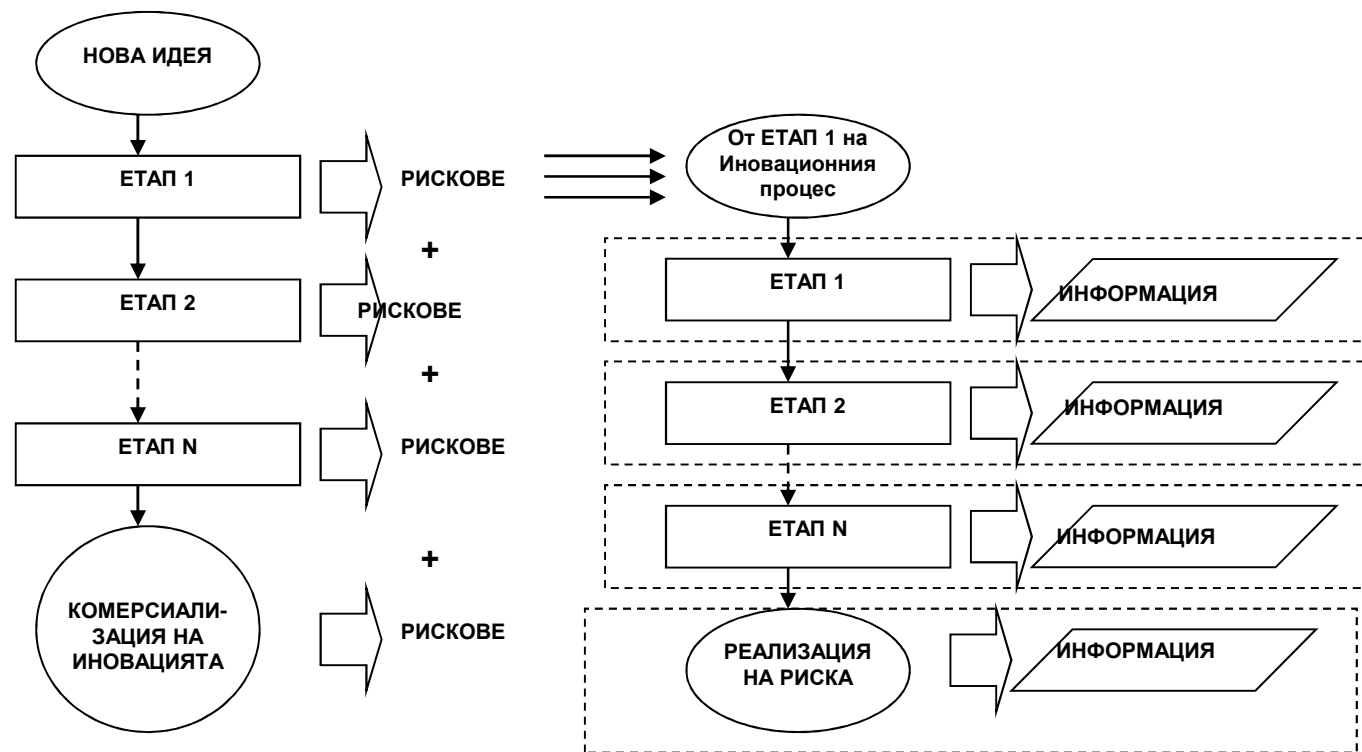 НОВА ИДЕЯ
ЕТАП 1
РИСКОВЕ
+
ЕТАП 2
РИСКОВЕ
+
ЕТАП N
РИСКОВЕ
+
КОМЕРСИАЛИ-
ЗАЦИЯ НА
ИНОВАЦИЯТА
РИСКОВЕ
От ЕТАП 1 на
Иновационния
процес
ЕТАП 1
ИНФОРМАЦИЯ
ЕТАП 2
ИНФОРМАЦИЯ
ЕТАП N
ИНФОРМАЦИЯ
РЕАЛИЗАЦИЯ
НА РИСКА
ИНФОРМАЦИЯ